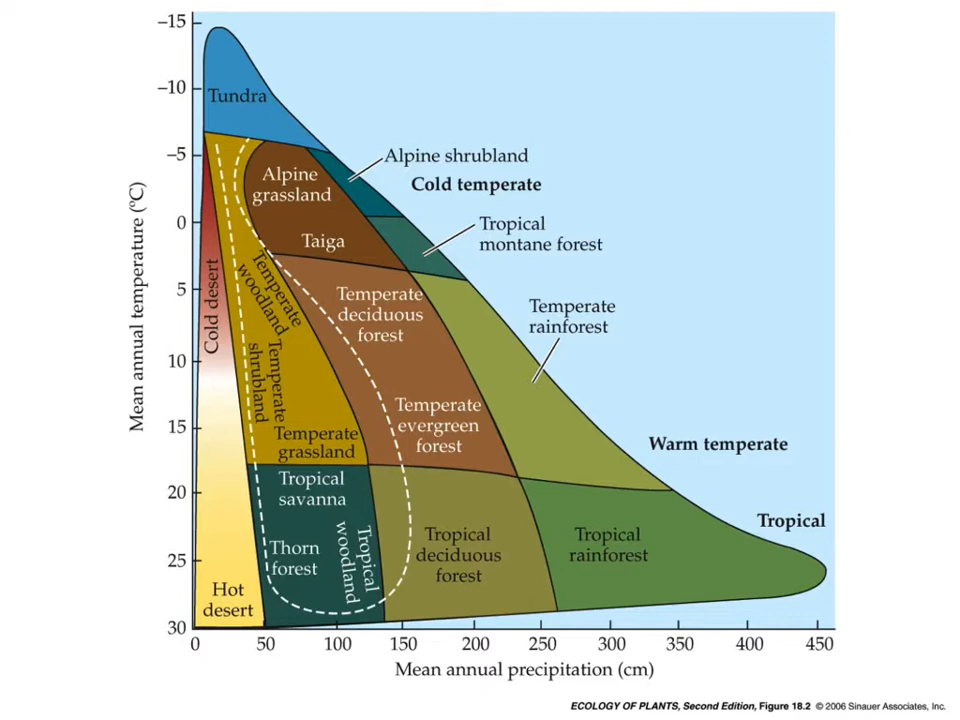 −15
−10
−5
0
5
10
15
20
25
30
Mean annual temperature (ºC)
Tundra
Alpine shrubland
Cold temperate
Alpine
grassland
Tropical
montane forest
Taiga
Temperate
woodland
Cold desert
Temperate
deciduous
forest
Temperate
rainforest
Temperate
shrubland
Temperate
evergreen
forest
Temperate
grassland
Warm temperate
Tropical
savanna
Tropical
Thorn
forest
Tropical
woodland
Tropical
deciduous
forest
Tropical
rainforest
Hot
desert
0 50 100 150 200 250 300 350 400 450
Mean annual precipitation (cm)
ECOLOGY OF PLANTS, Second Edition, Figure 18.2 © 2006 Sinauer Associates, Inc.